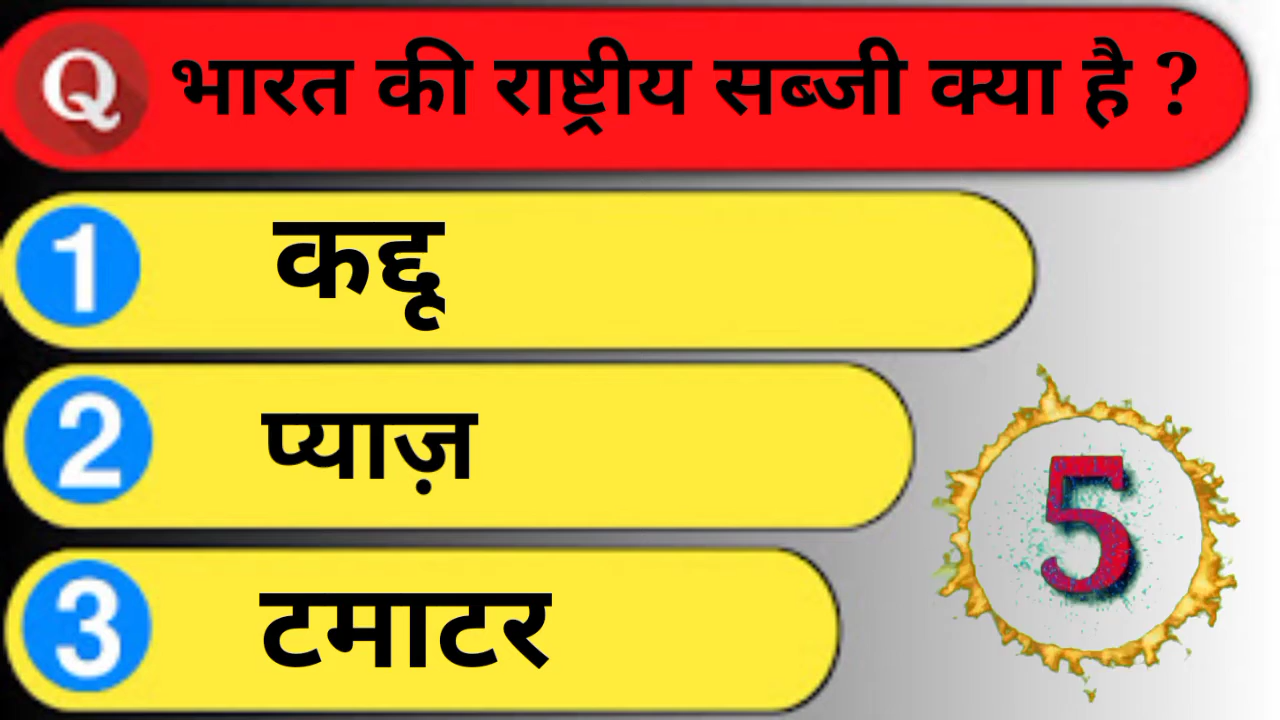 Q भारत की राष्ट्रीय सब्जी क्या है ?
1 कद्दू
2 प्याज़
3 टमाटर
5